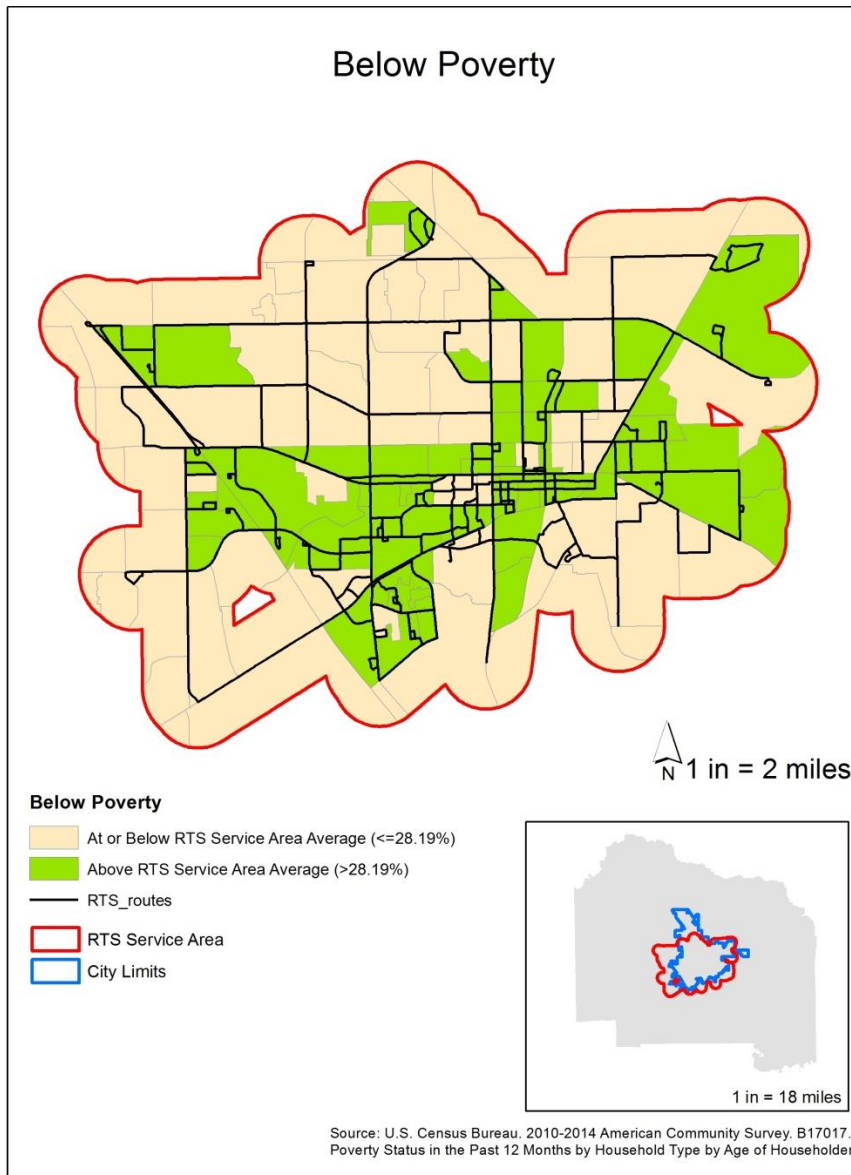 Below Poverty
N 1 in = 2 miles
Below Poverty
At or Below RTS Service Area Average (<=28.19%)
Above RTS Service Area Average (>28.19%)
RTS_routes
RTS Service Area
City Limits
1 in = 18 miles
Source: U.S. Census Bureau. 2010-2014 American Community Survey. B17017.
Poverty Status in the Past 12 Months by Household Type by Age of Householder